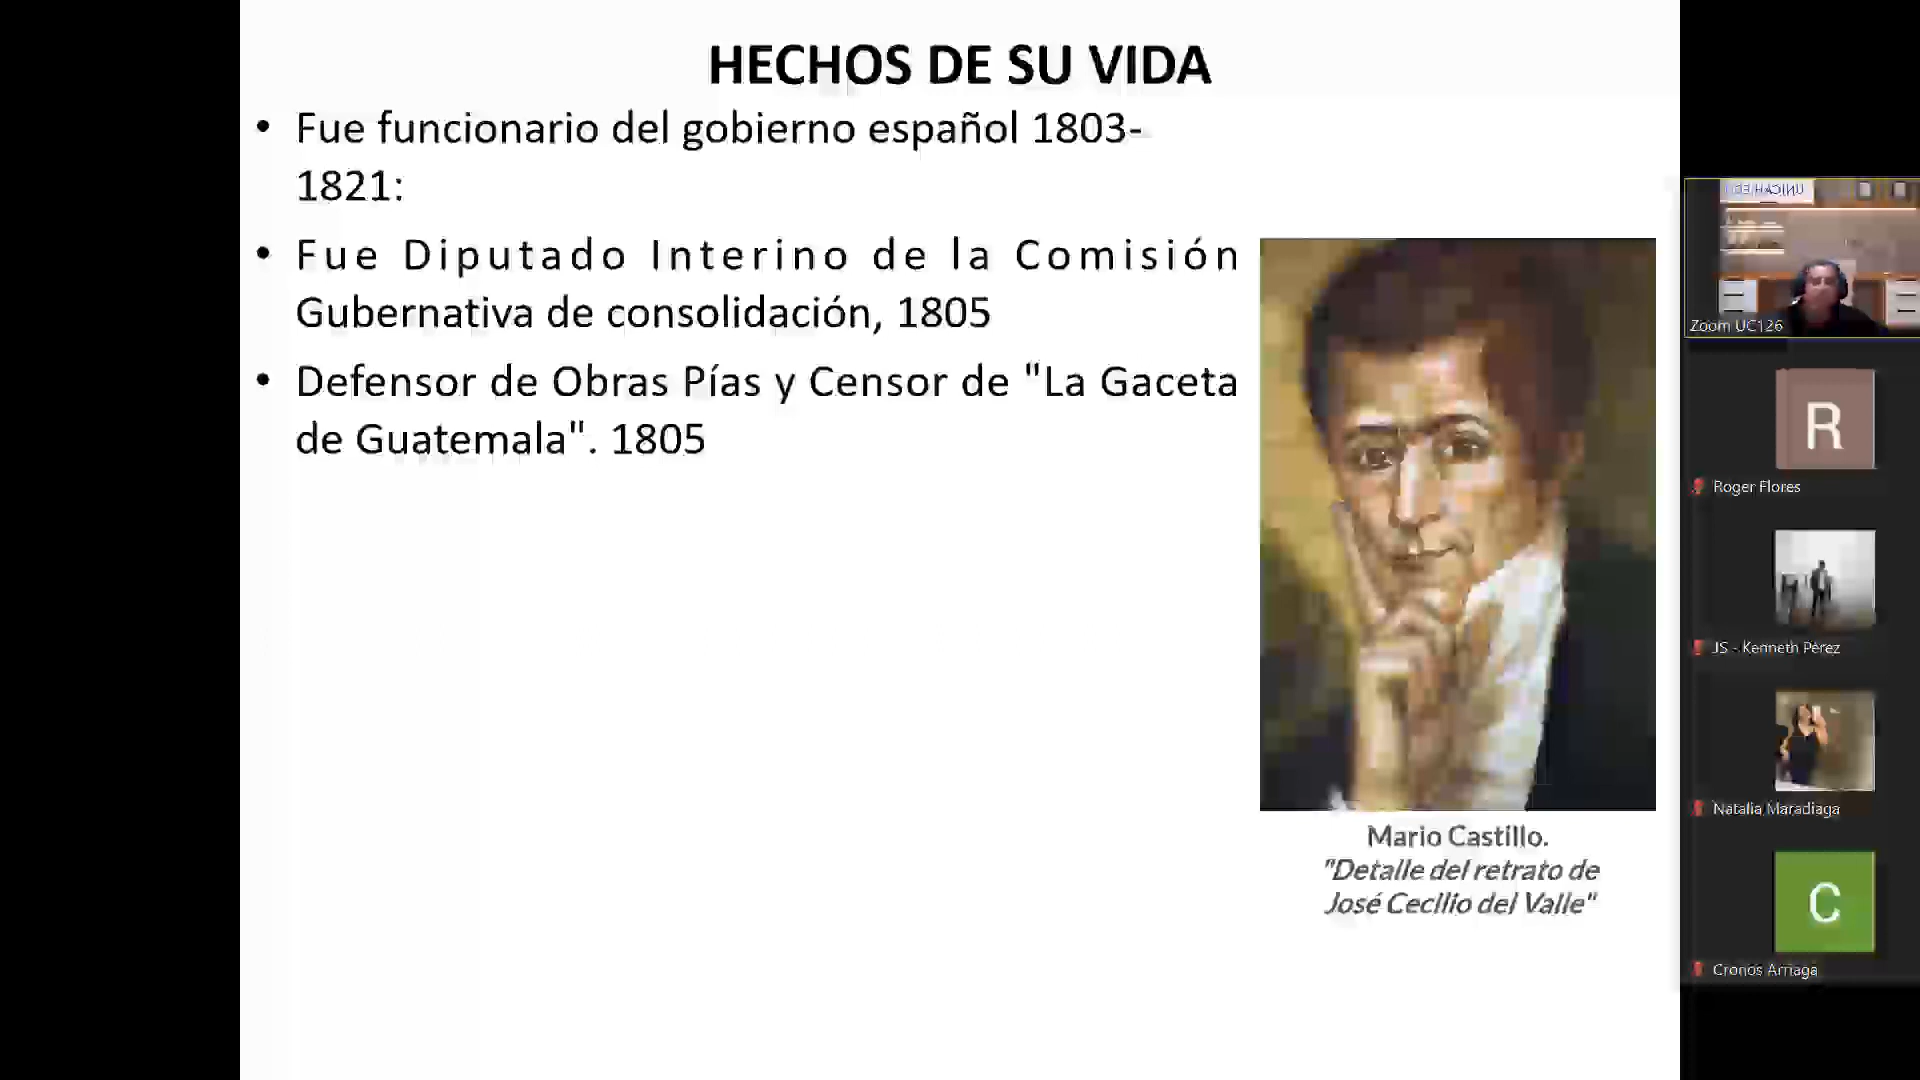 HECHOS DE SU VIDA
• Fue funcionario del gobierno español 1803-
1821:
• Fue Diputado Interino de la Comisión
Gubernativa de consolidación, 1805
• Defensor de Obras Pías y Censor de "La Gaceta
de Guatemala". 1805
Mario Castillo.
"Detalle del retrato de
José Cecilio del Valle"
Zoom UC126
R
Roger Flores
JS - Kenneth Pérez
Natalia Maradiaga
C
Cronos Arriaga